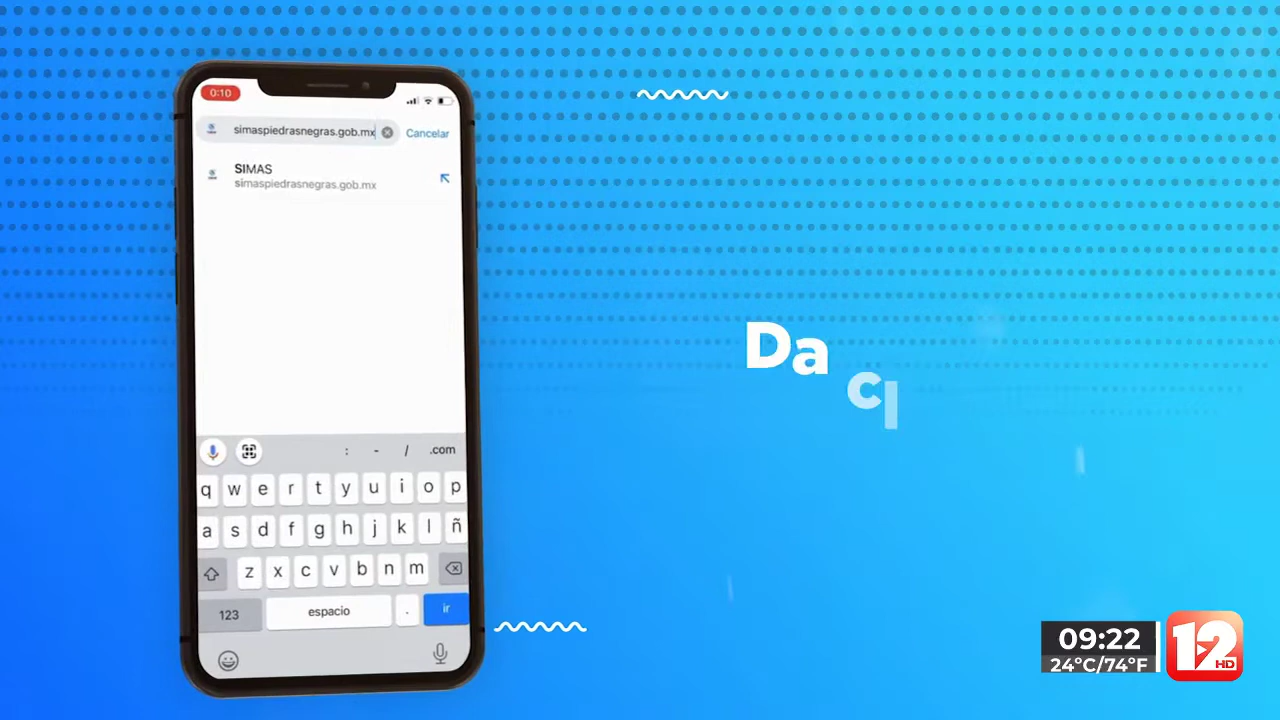 0:10
simaspiedrasnegras.gob.mx
Cancelar
SIMAS
simaspiedrasnegras.gob.mx
: - / .com
q w e r t y u i o p
a s d f g h j k l ñ
z x c v b n m
123 espacio . ir
Da
cl
09:22
24°C/74°F
12
HD